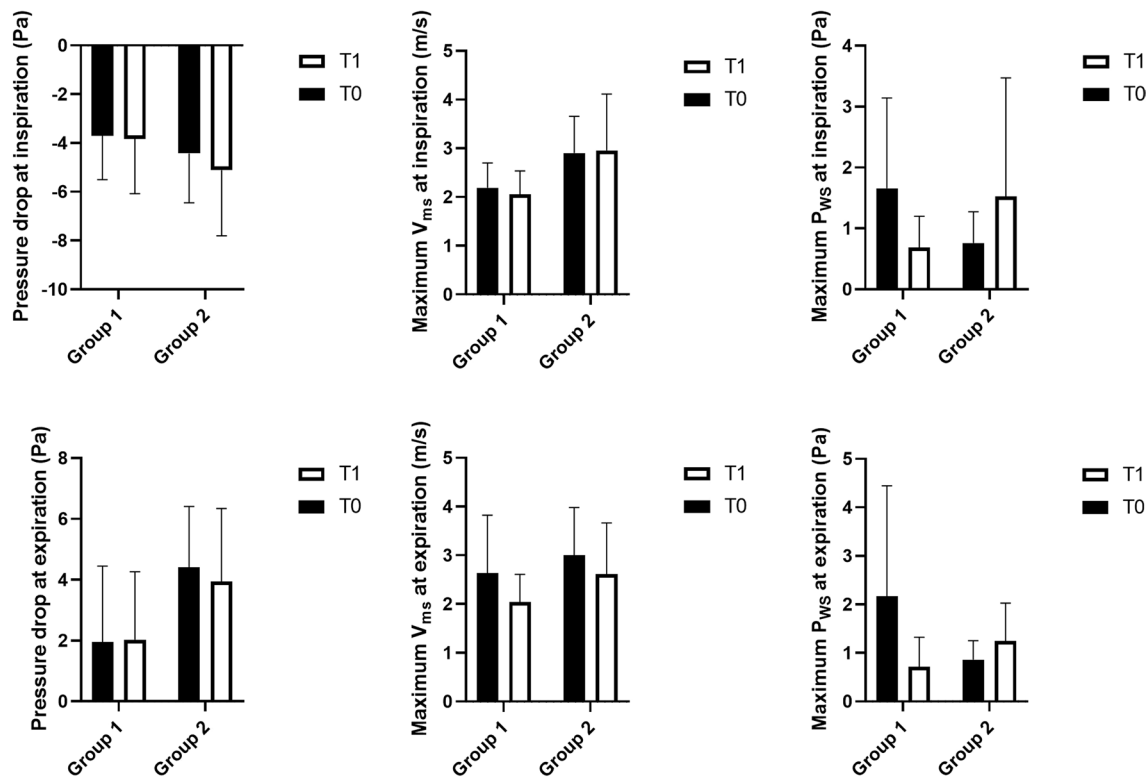 Pressure drop at inspiration (Pa)
0
-2
-4
-6
-8
-10
Group 1
Group 2
T1
T0
Maximum Vms at inspiration (m/s)
5
4
3
2
1
0
Group 1
Group 2
T1
T0
Maximum PWS at inspiration (Pa)
4
3
2
1
0
Group 1
Group 2
T1
T0
Pressure drop at expiration (Pa)
8
6
4
2
0
Group 1
Group 2
T1
T0
Maximum Vms at expiration (m/s)
5
4
3
2
1
0
Group 1
Group 2
T1
T0
Maximum PWS at expiration (Pa)
5
4
3
2
1
0
Group 1
Group 2
T1
T0